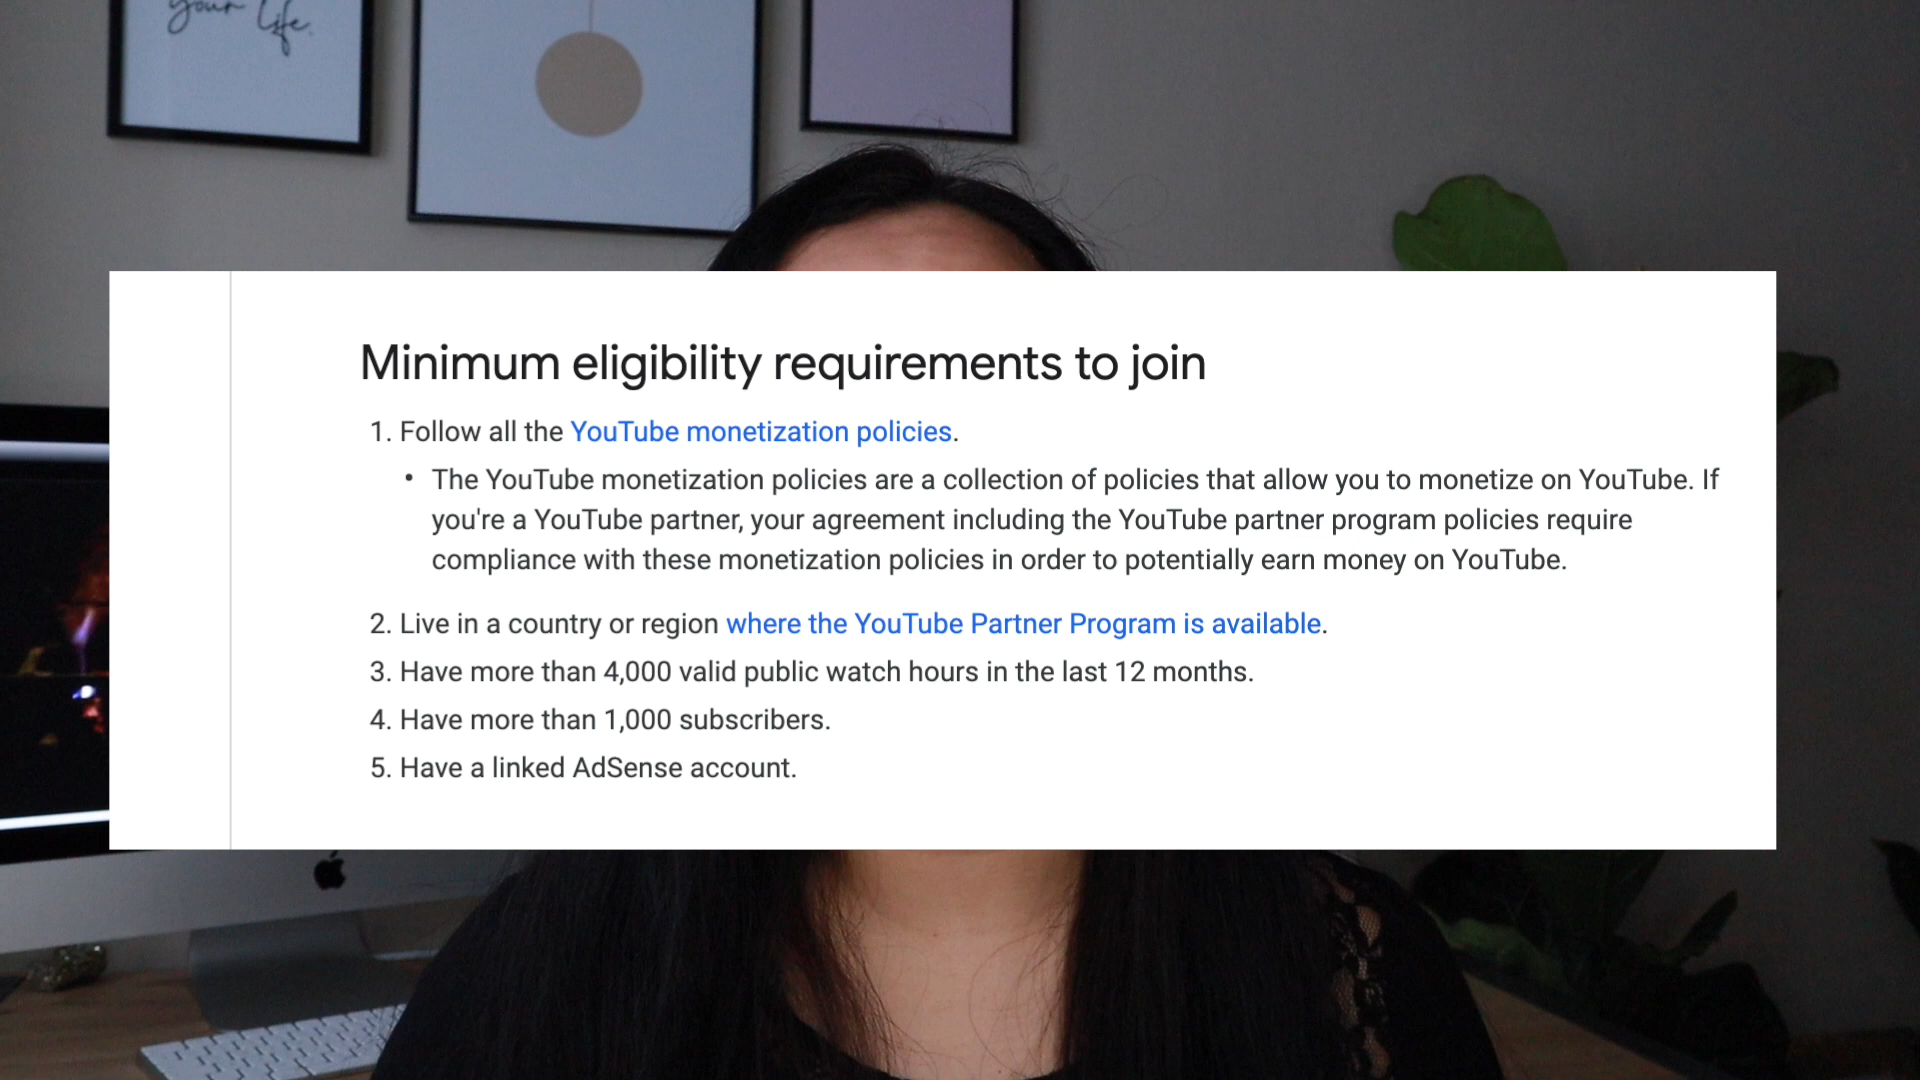 your life.
Minimum eligibility requirements to join
1. Follow all the YouTube monetization policies.
• The YouTube monetization policies are a collection of policies that allow you to monetize on YouTube. If
you're a YouTube partner, your agreement including the YouTube partner program policies require
compliance with these monetization policies in order to potentially earn money on YouTube.
2. Live in a country or region where the YouTube Partner Program is available.
3. Have more than 4,000 valid public watch hours in the last 12 months.
4. Have more than 1,000 subscribers.
5. Have a linked AdSense account.